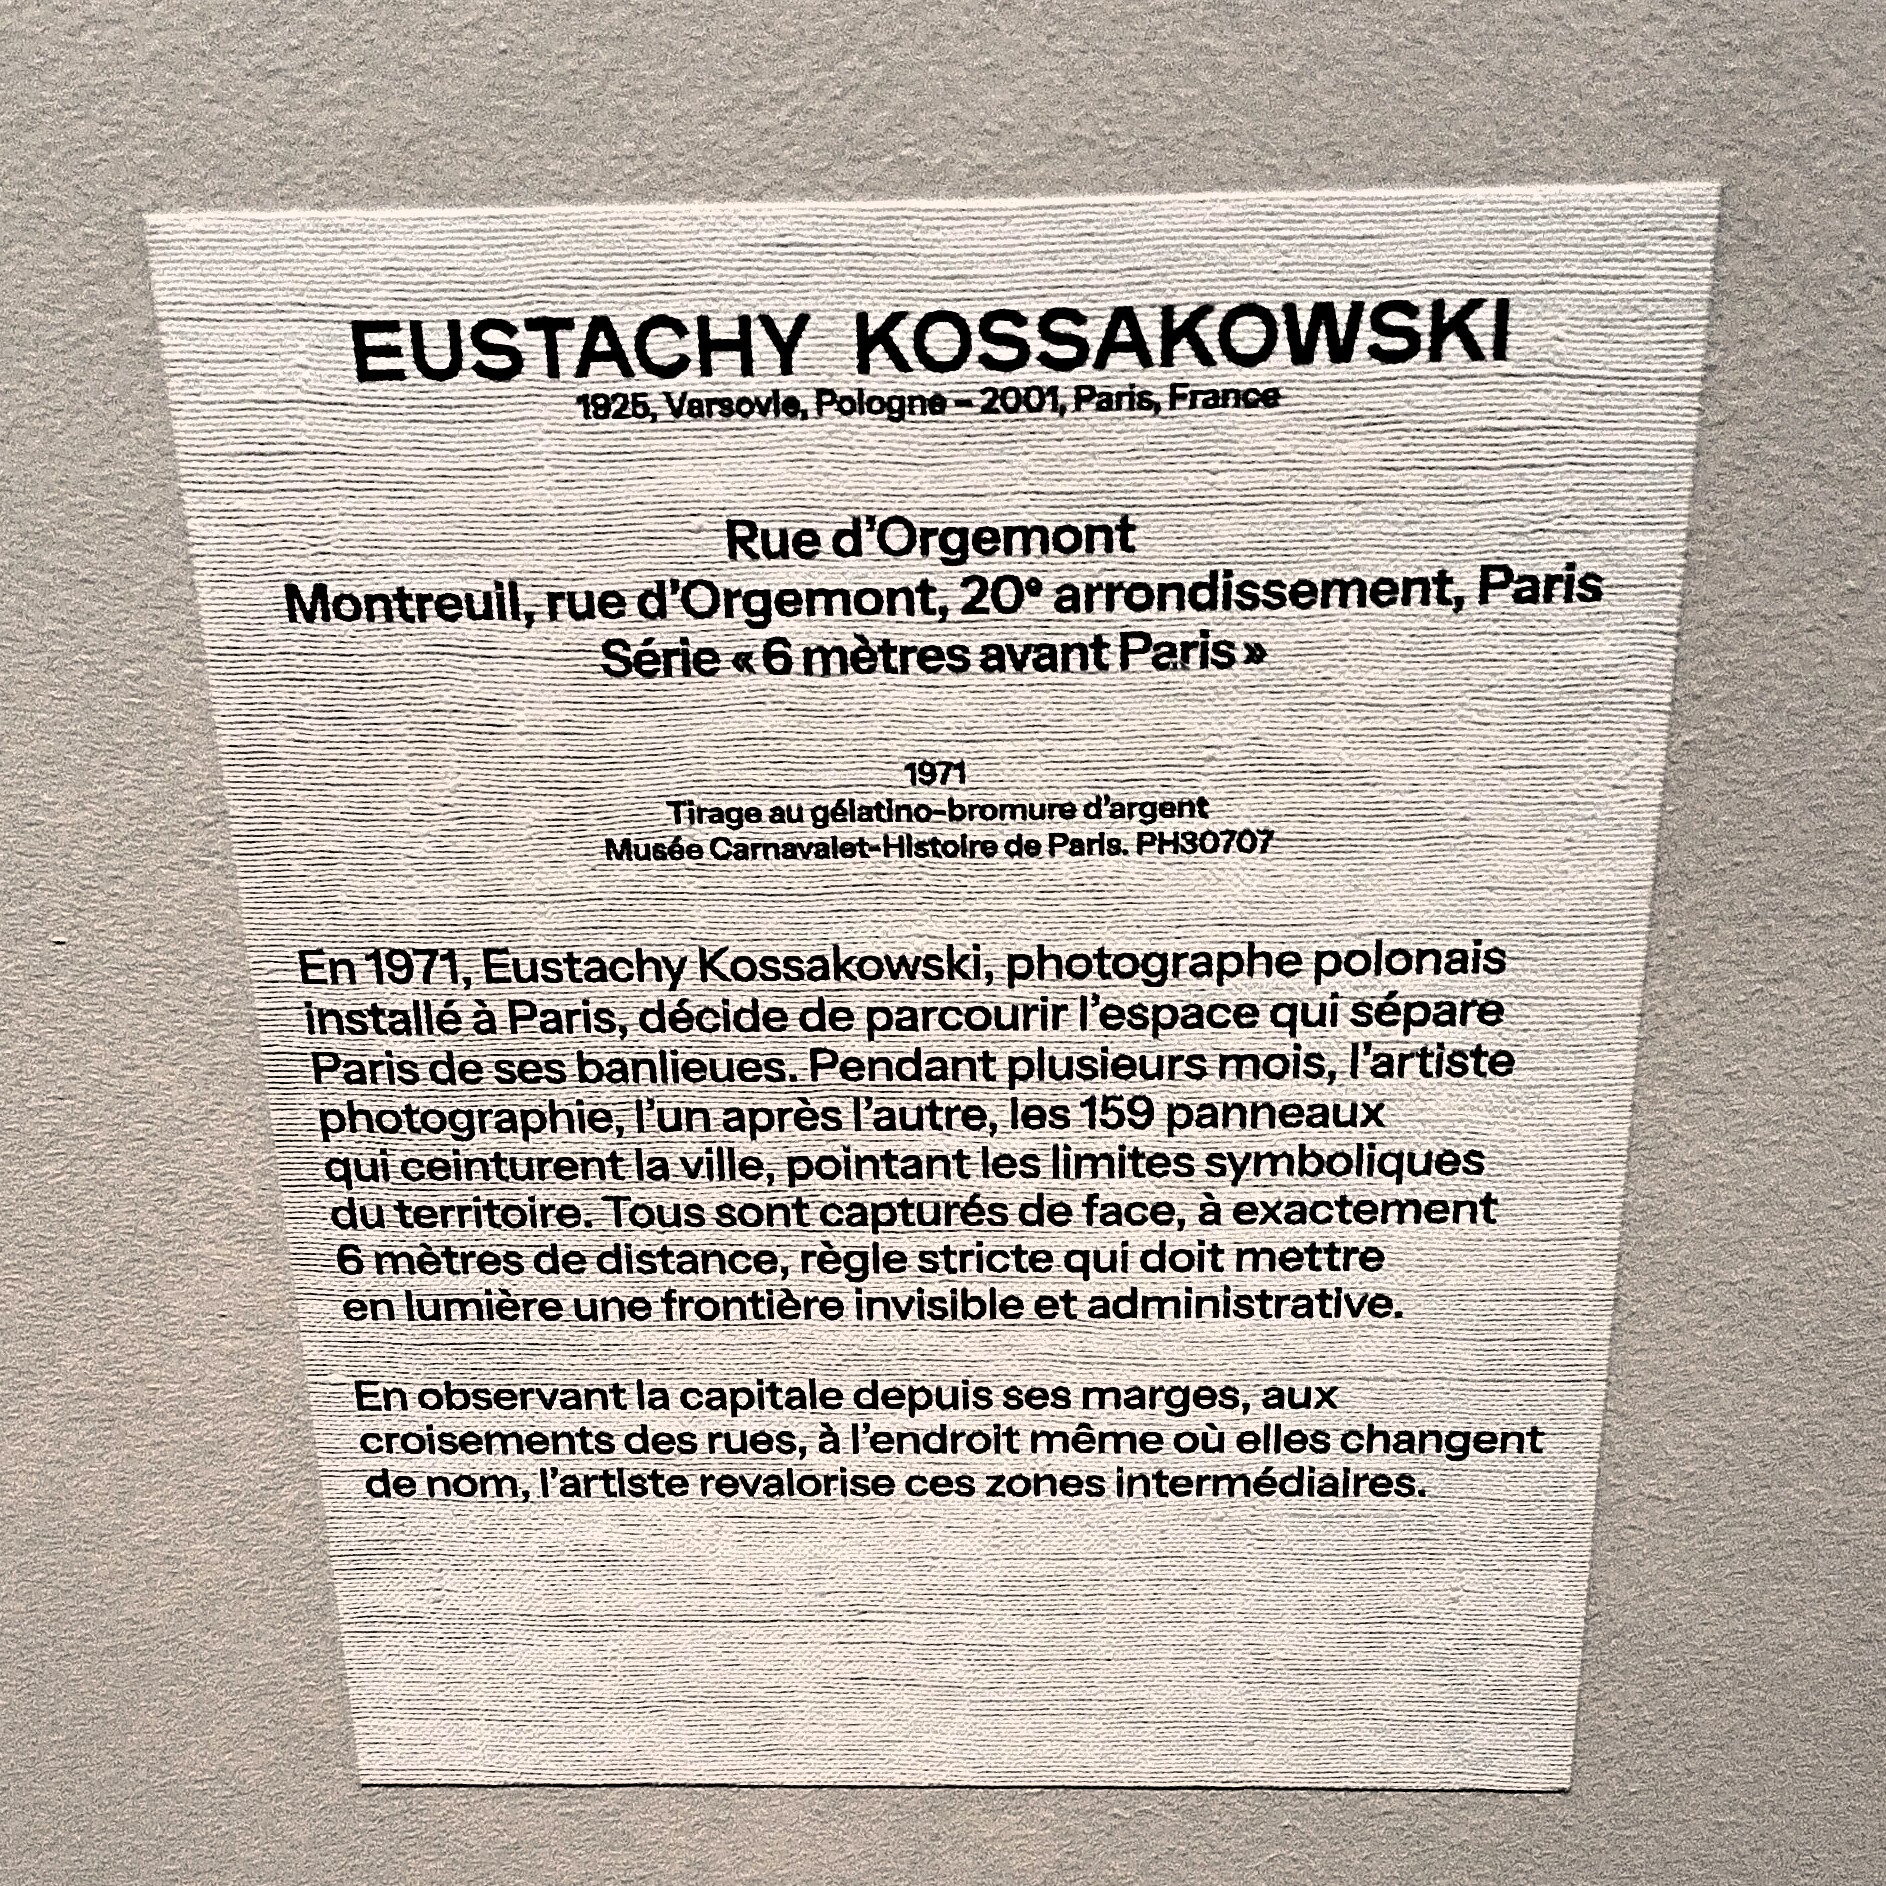 EUSTACHY KOSSAKOWSKI
1925, Varsovie, Pologne – 2001, Paris, France
Rue d’Orgemont
Montreuil, rue d’Orgemont, 20e arrondissement, Paris
Série « 6 mètres avant Paris »
1971
Tirage au gélatino-bromure d’argent
Musée Carnavalet-Histoire de Paris. PH30707
En 1971, Eustachy Kossakowski, photographe polonais
installé à Paris, décide de parcourir l’espace qui sépare
Paris de ses banlieues. Pendant plusieurs mois, l’artiste
photographie, l’un après l’autre, les 159 panneaux
qui ceinturent la ville, pointant les limites symboliques
du territoire. Tous sont capturés de face, à exactement
6 mètres de distance, règle stricte qui doit mettre
en lumière une frontière invisible et administrative.
En observant la capitale depuis ses marges, aux
croisements des rues, à l’endroit même où elles changent
de nom, l’artiste revalorise ces zones intermédiaires.